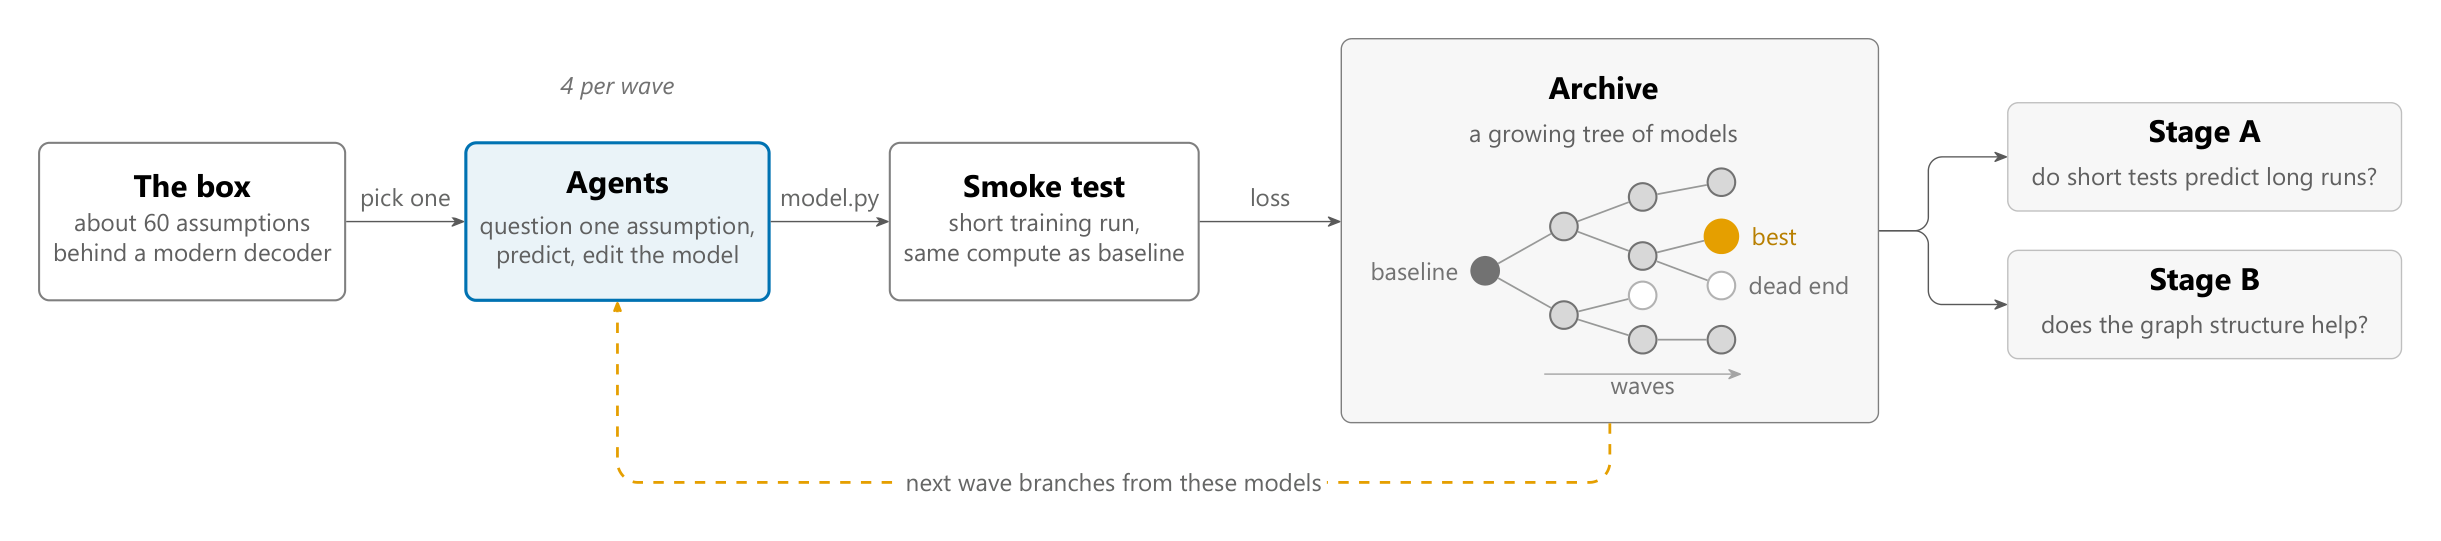 4 per wave
The box
about 60 assumptions
behind a modern decoder
pick one
Agents
question one assumption,
predict, edit the model
model.py
Smoke test
short training run,
same compute as baseline
loss
Archive
a growing tree of models
baseline
best
dead end
waves
next wave branches from these models
Stage A
do short tests predict long runs?
Stage B
does the graph structure help?